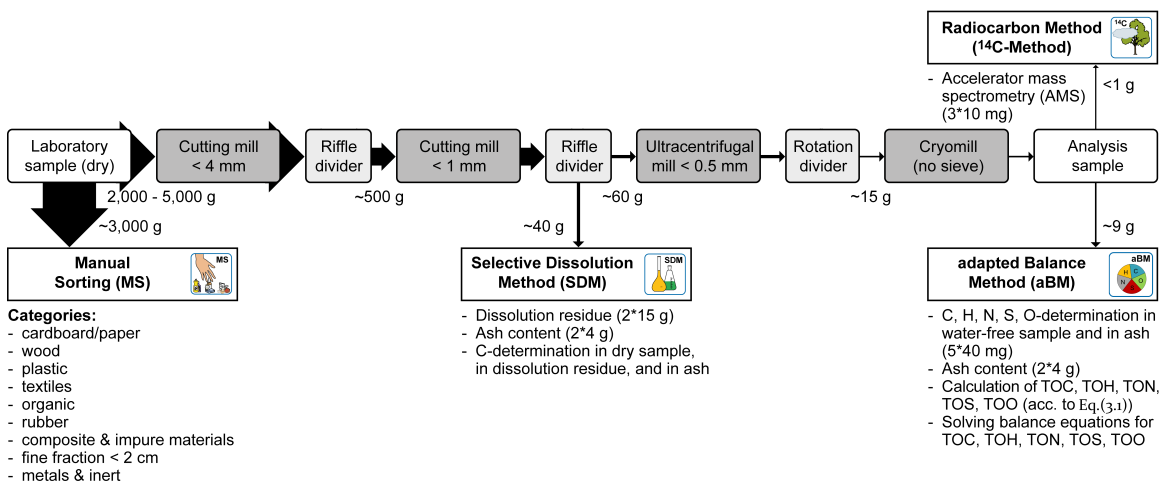 Radiocarbon Method
(14C-Method)
14C
- Accelerator mass
spectrometry (AMS)
(3*10 mg)
<1 g
Laboratory
sample (dry)
Cutting mill
< 4 mm
Riffle
divider
Cutting mill
< 1 mm
Riffle
divider
Ultracentrifugal
mill < 0.5 mm
Rotation
divider
Cryomill
(no sieve)
Analysis
sample
2,000 - 5,000 g
~500 g
~60 g
~15 g
~3,000 g
~40 g
~9 g
Manual
Sorting (MS)
MS
Categories:
- cardboard/paper
- wood
- plastic
- textiles
- organic
- rubber
- composite & impure materials
- fine fraction < 2 cm
- metals & inert
Selective Dissolution
Method (SDM)
SDM
- Dissolution residue (2*15 g)
- Ash content (2*4 g)
- C-determination in dry sample,
in dissolution residue, and in ash
adapted Balance
Method (aBM)
aBM
H
C
N
O
- C, H, N, S, O-determination in
water-free sample and in ash
(5*40 mg)
- Ash content (2*4 g)
- Calculation of TOC, TOH, TON,
TOS, TOO (acc. to Eq.(3.1))
- Solving balance equations for
TOC, TOH, TON, TOS, TOO